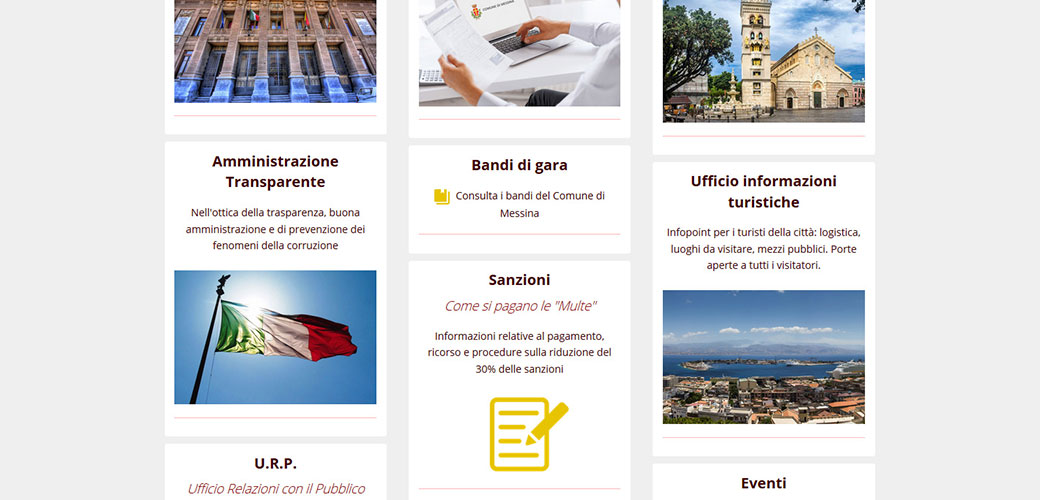 COMUNE DI MESSINA
Amministrazione
Trasparente
Nell'ottica della trasparenza, buona
amministrazione e di prevenzione dei
fenomeni della corruzione
U.R.P.
Ufficio Relazioni con il Pubblico
Bandi di gara
Consulta i bandi del Comune di
Messina
Sanzioni
Come si pagano le "Multe"
Informazioni relative al pagamento,
ricorso e procedure sulla riduzione del
30% delle sanzioni
Ufficio informazioni
turistiche
Infopoint per i turisti della città: logistica,
luoghi da visitare, mezzi pubblici. Porte
aperte a tutti i visitatori.
Eventi